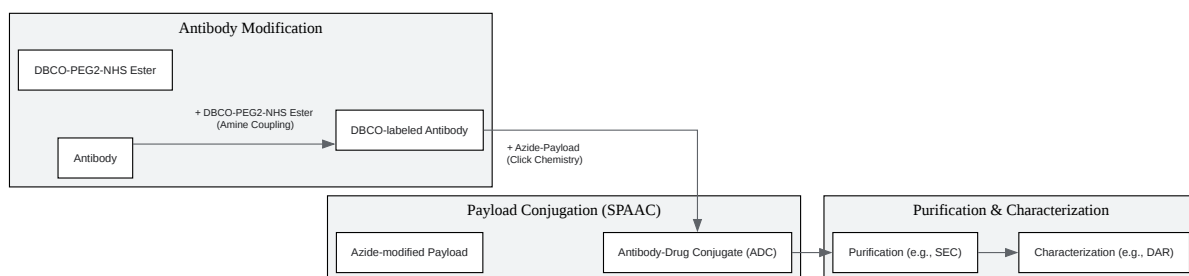 Antibody Modification
DBCO-PEG2-NHS Ester
+ DBCO-PEG2-NHS Ester
(Amine Coupling)
DBCO-labeled Antibody
Antibody
+ Azide-Payload
(Click Chemistry)
Payload Conjugation (SPAAC)
Azide-modified Payload
Antibody-Drug Conjugate (ADC)
Purification & Characterization
Purification (e.g., SEC)
Characterization (e.g., DAR)